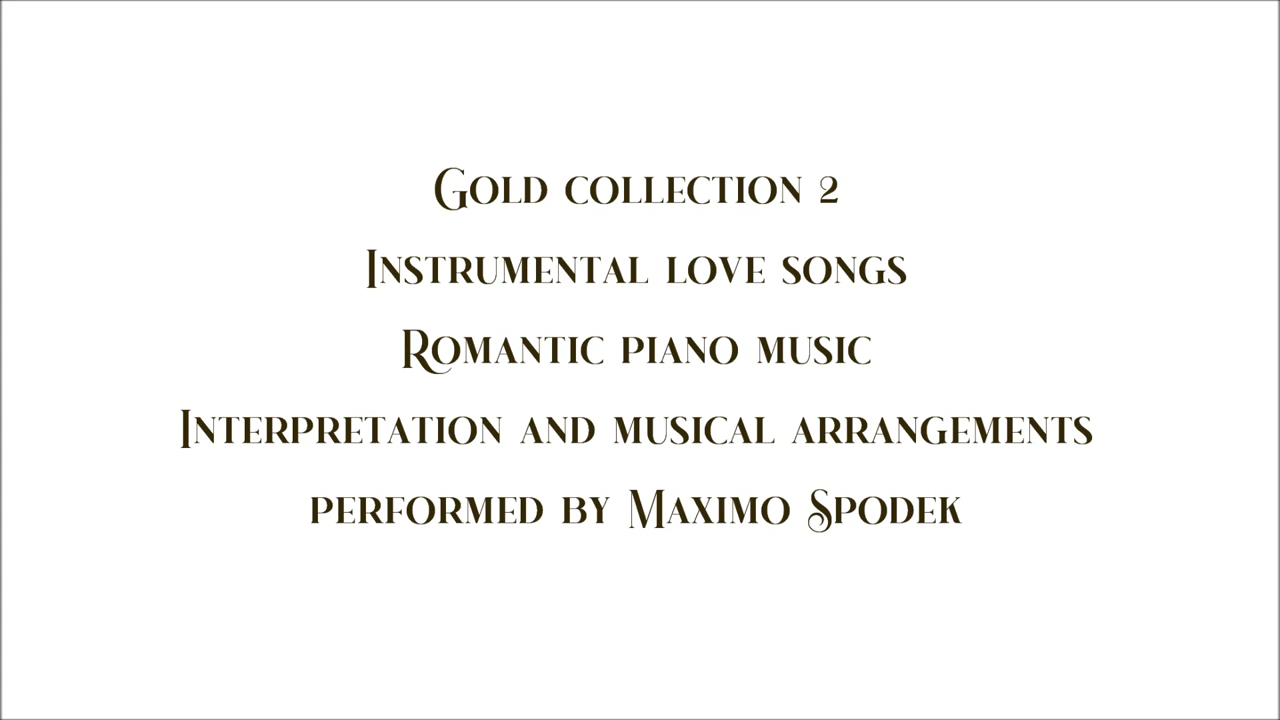 Gold collection 2
Instrumental love songs
Romantic piano music
Interpretation and musical arrangements
performed by Maximo Spodek